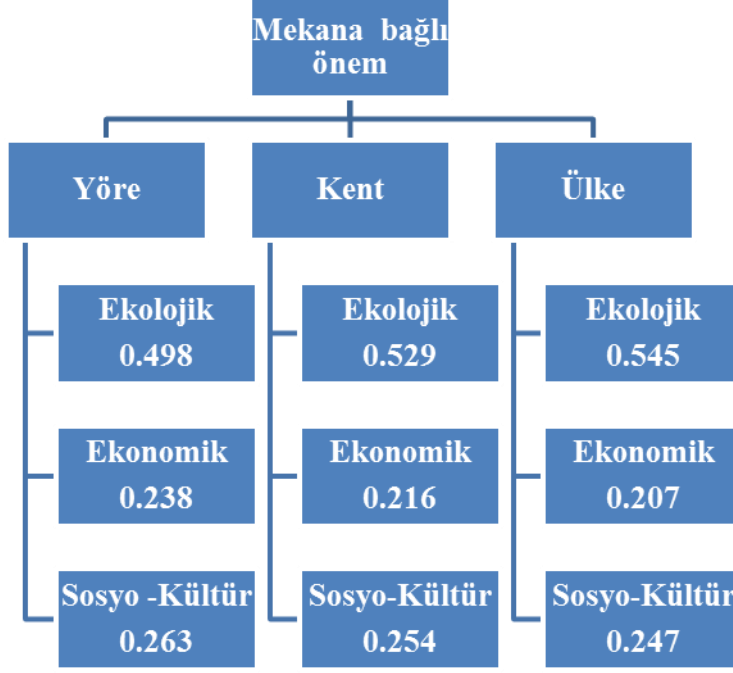 Mekana bağlı
önem
Yöre
Kent
Ülke
Ekolojik
0.498
Ekolojik
0.529
Ekolojik
0.545
Ekonomik
0.238
Ekonomik
0.216
Ekonomik
0.207
Sosyo -Kültür
0.263
Sosyo-Kültür
0.254
Sosyo-Kültür
0.247